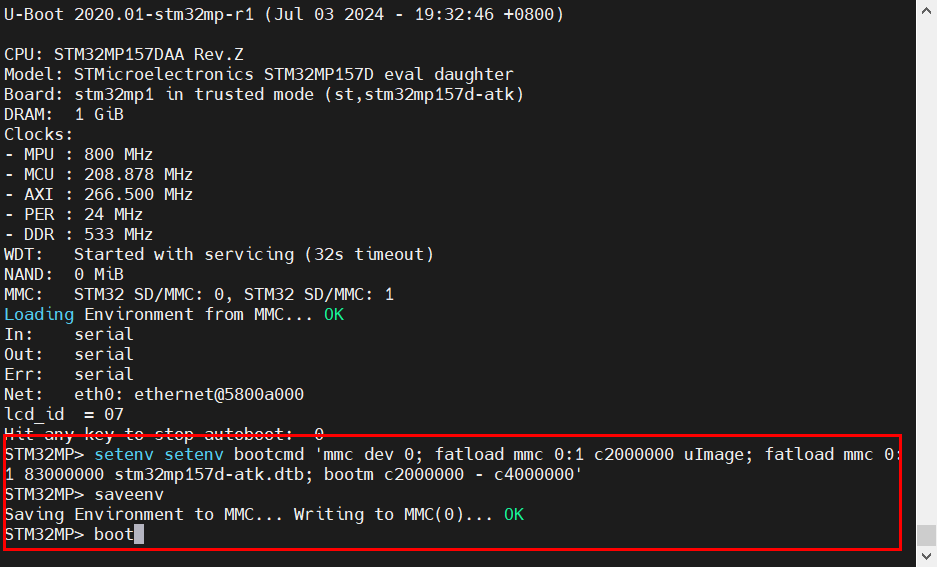 U-Boot 2020.01-stm32mp-r1 (Jul 03 2024 - 19:32:46 +0800)
CPU: STM32MP157DAA Rev.Z
Model: STMicroelectronics STM32MP157D eval daughter
Board: stm32mp1 in trusted mode (st,stm32mp157d-atk)
DRAM:  1 GiB
Clocks:
- MPU : 800 MHz
- MCU : 208.878 MHz
- AXI : 266.500 MHz
- PER : 24 MHz
- DDR : 533 MHz
WDT:   Started with servicing (32s timeout)
NAND:  0 MiB
MMC:   STM32 SD/MMC: 0, STM32 SD/MMC: 1
Loading Environment from MMC... OK
In:    serial
Out:   serial
Err:   serial
Net:   eth0: ethernet@5800a000
lcd_id  = 07
Hit any key to stop autoboot:  0
STM32MP> setenv setenv bootcmd 'mmc dev 0; fatload mmc 0:1 c2000000 uImage; fatload mmc 0:
1 83000000 stm32mp157d-atk.dtb; bootm c2000000 - c4000000'
STM32MP> saveenv
Saving Environment to MMC... Writing to MMC(0)... OK
STM32MP> boot